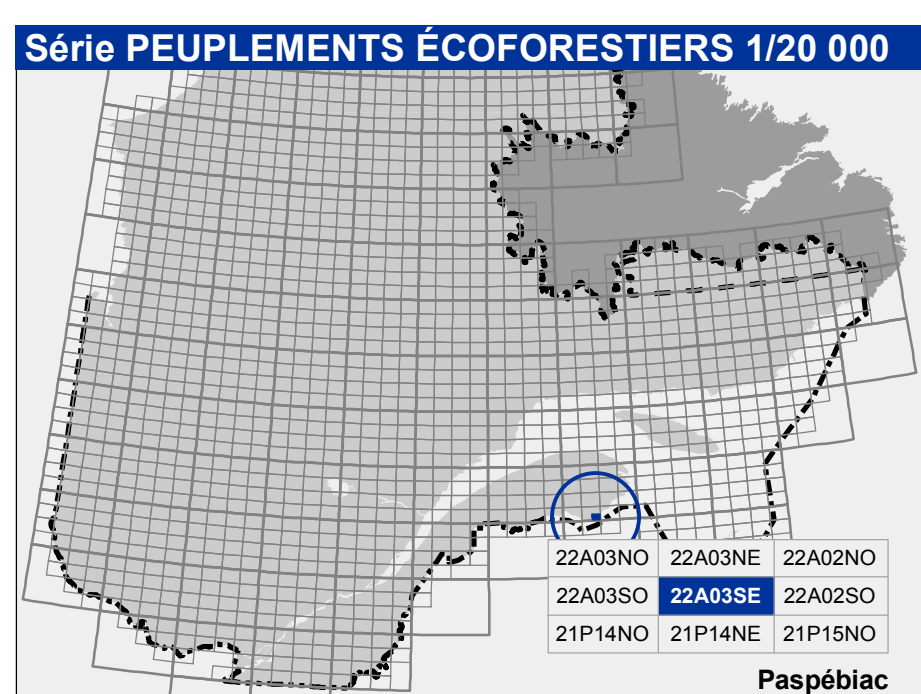 Série PEUPLEMENTS ÉCOFORESTIERS 1/20 000
22A03NO 22A03NE 22A02NO
22A03SO 22A03SE 22A02SO
21P14NO 21P14NE 21P15NO
Paspébiac